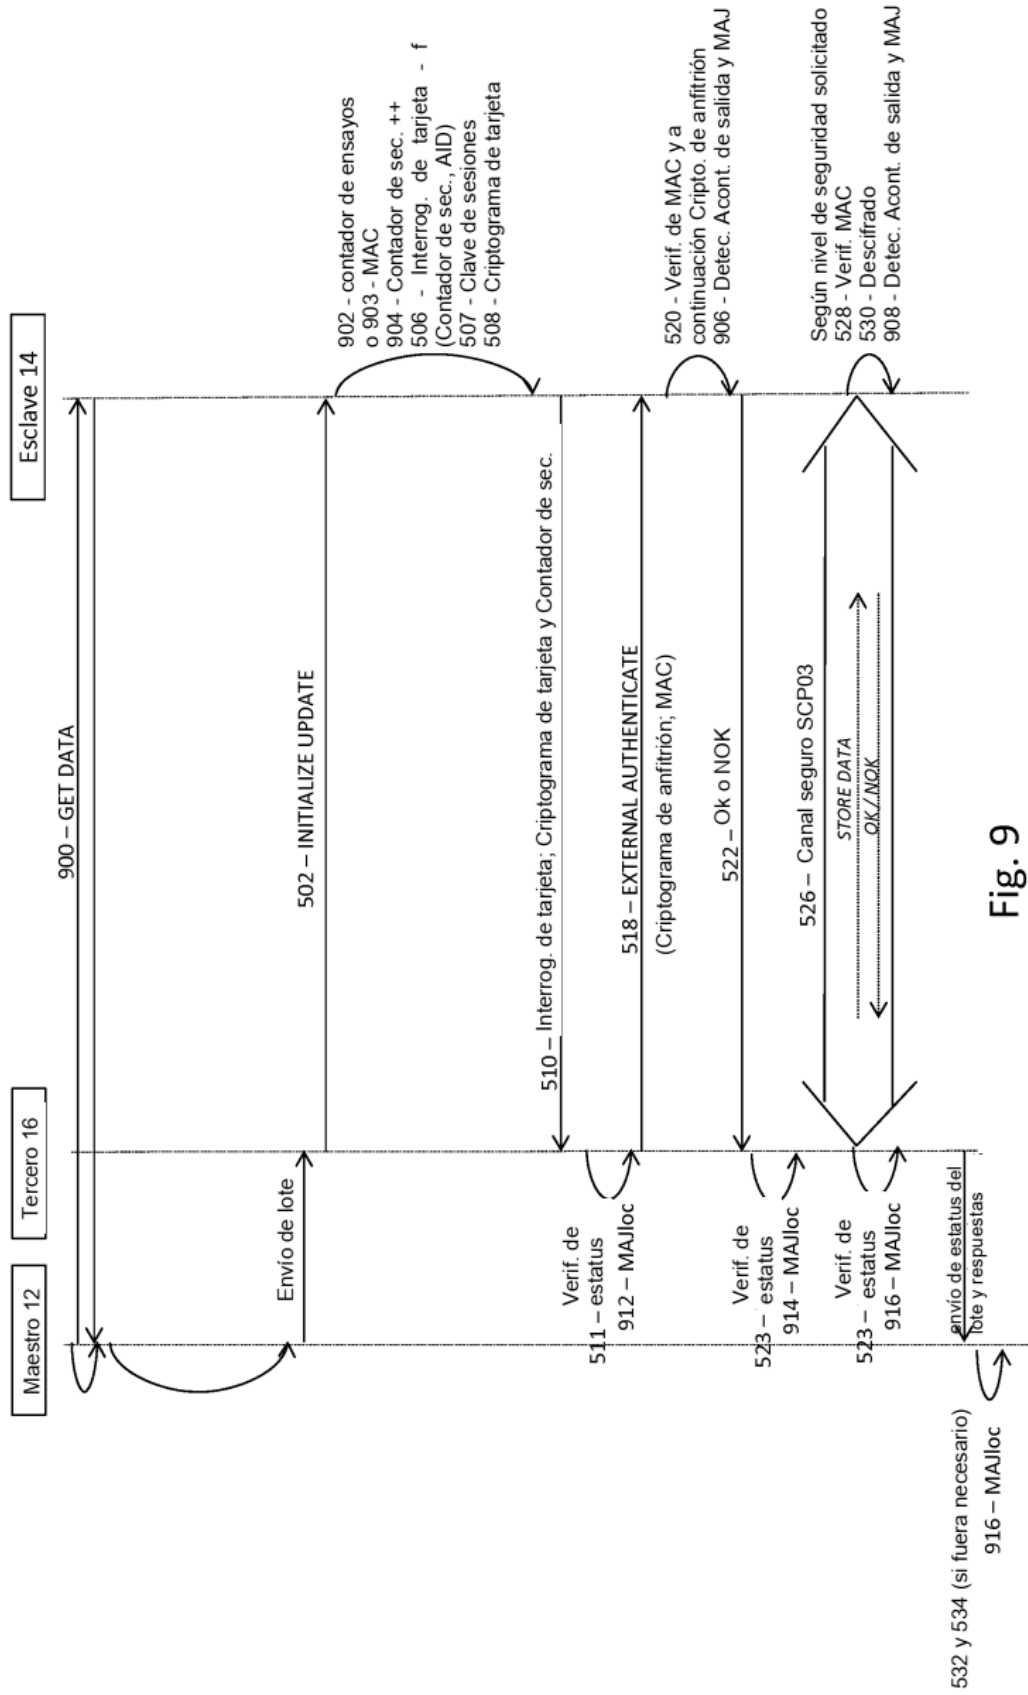 Maestro 12
Tercero 16
Esclave 14
900 – GET DATA
Envío de lote
502 – INITIALIZE UPDATE
902 - contador de ensayos
o 903 - MAC
904 - Contador de sec. ++
506 - Interrog. de tarjeta - f
(Contador de sec., AID)
507 - Clave de sesiones
508 - Criptograma de tarjeta
510 – Interrog. de tarjeta; Criptograma de tarjeta y Contador de sec.
Verif. de
511 – estatus
912 – MAJloc
518 – EXTERNAL AUTHENTICATE
(Criptograma de anfitrión; MAC)
520 - Verif. de MAC y a
continuación Cripto. de anfitrión
906 - Detec. Acont. de salida y MAJ
522 – Ok o NOK
Verif. de
523 – estatus
914 – MAJloc
526 – Canal seguro SCP03
STORE DATA
OK / NOK
Según nivel de seguridad solicitado
528 - Verif. MAC
530 - Descifrado
908 - Detec. Acont. de salida y MAJ
Verif. de
523 – estatus
916 – MAJloc
envío de estatus del
lote y respuestas
532 y 534 (si fuera necesario)
916 – MAJloc
Fig. 9